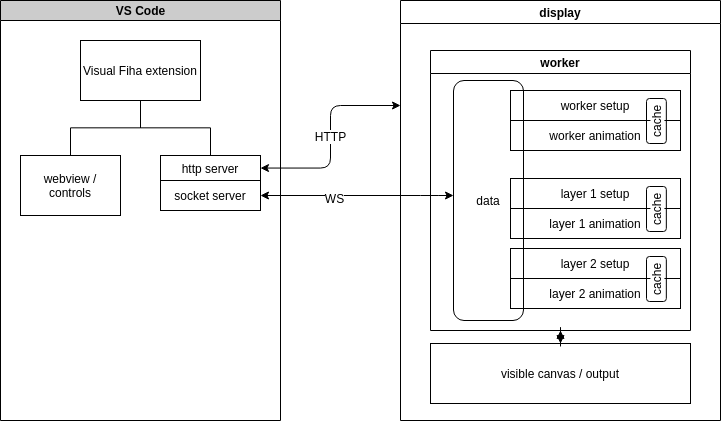 VS Code
Visual Fiha extension
webview /
controls
http server
socket server
HTTP
WS
display
worker
data
worker setup
worker animation
cache
layer 1 setup
layer 1 animation
cache
layer 2 setup
layer 2 animation
cache
visible canvas / output